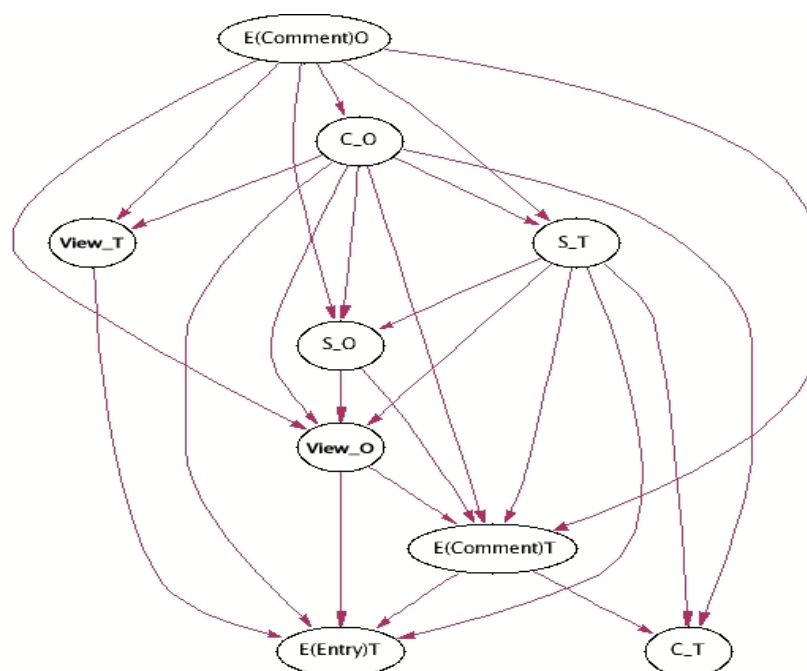 E(Comment)O
C_O
View_T
S_T
S_O
View_O
E(Comment)T
E(Entry)T
C_T